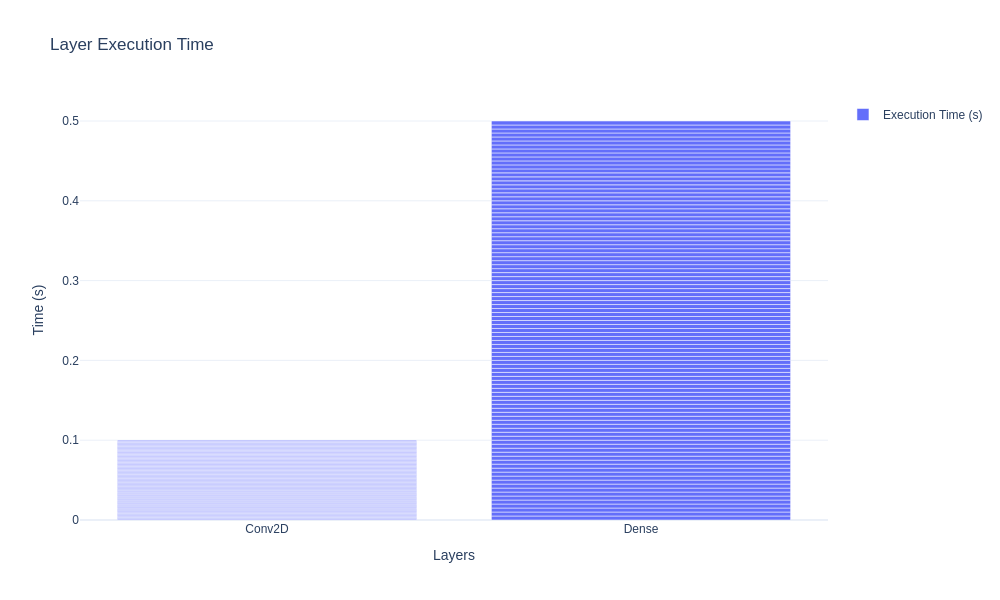 Layer Execution Time
Execution Time (s)
0.5
0.4
0.3
0.2
0.1
0
Time (s)
Conv2D
Dense
Layers